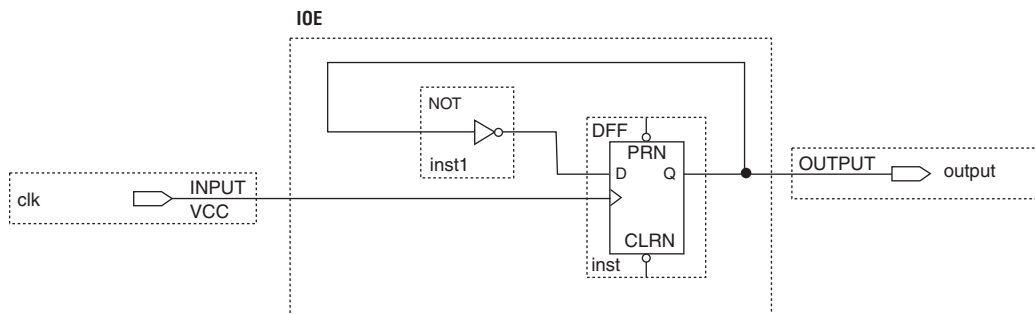 IOE
NOT
inst1
DFF
PRN
D
Q
CLRN
inst
clk
INPUT
VCC
OUTPUT
output